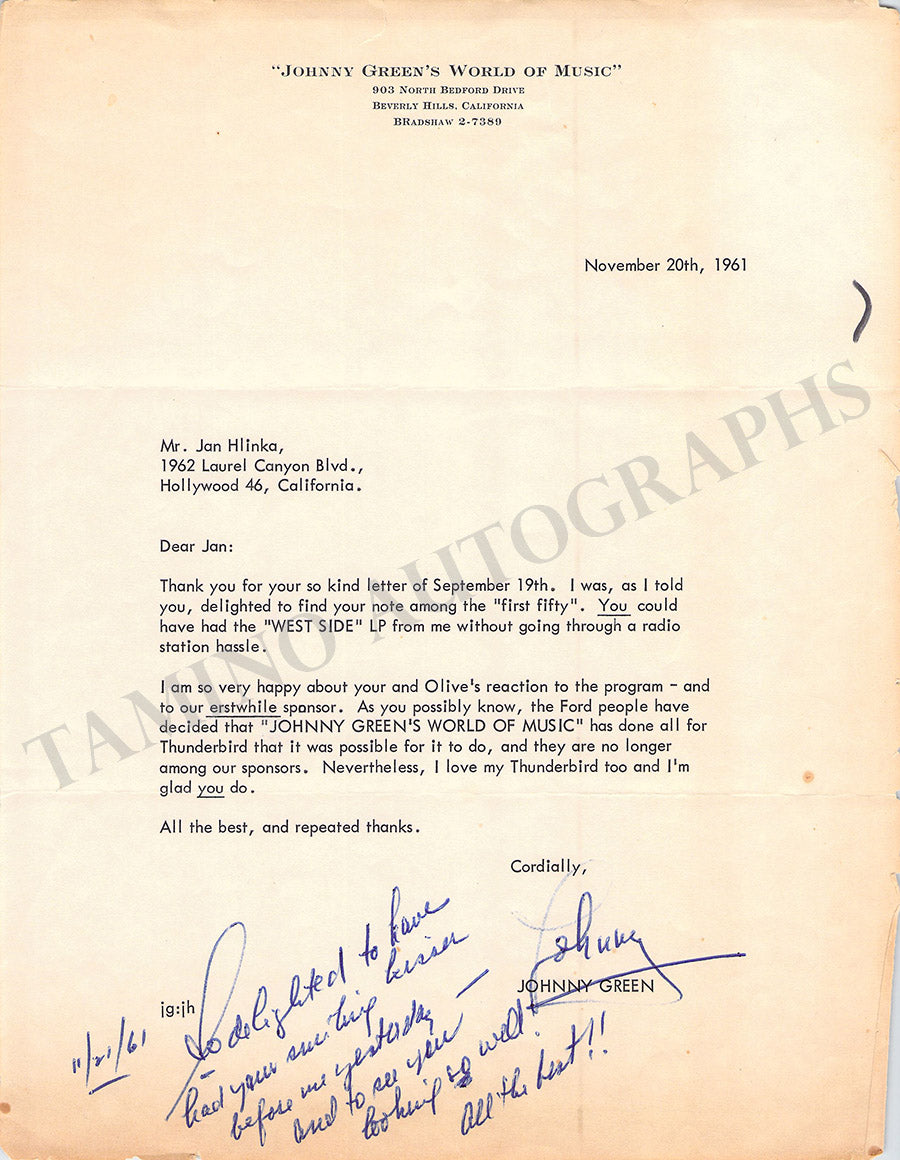 "JOHNNY GREEN'S WORLD OF MUSIC"
903 NORTH BEDFORD DRIVE
BEVERLY HILLS, CALIFORNIA
BRADSHAW 2-7389
November 20th, 1961
Mr. Jan Hlinka,
1962 Laurel Canyon Blvd.,
Hollywood 46, California.
Dear Jan:
Thank you for your so kind letter of September 19th. I was, as I told
you, delighted to find your note among the "first fifty". You could
have had the "WEST SIDE" LP from me without going through a radio
station hassle.
I am so very happy about your and Olive's reaction to the program - and
to our erstwhile sponsor. As you possibly know, the Ford people have
decided that "JOHNNY GREEN'S WORLD OF MUSIC" has done all for
Thunderbird that it was possible for it to do, and they are no longer
among our sponsors. Nevertheless, I love my Thunderbird too and I'm
glad you do.
All the best, and repeated thanks.
Cordially,
Johnny
JOHNNY GREEN
jg:jh
11/21/61
So delighted to have
had your smiling
before me yesterday —
and to see you
looking so well!
All the best!!
TAMINO AUTOGRAPHS